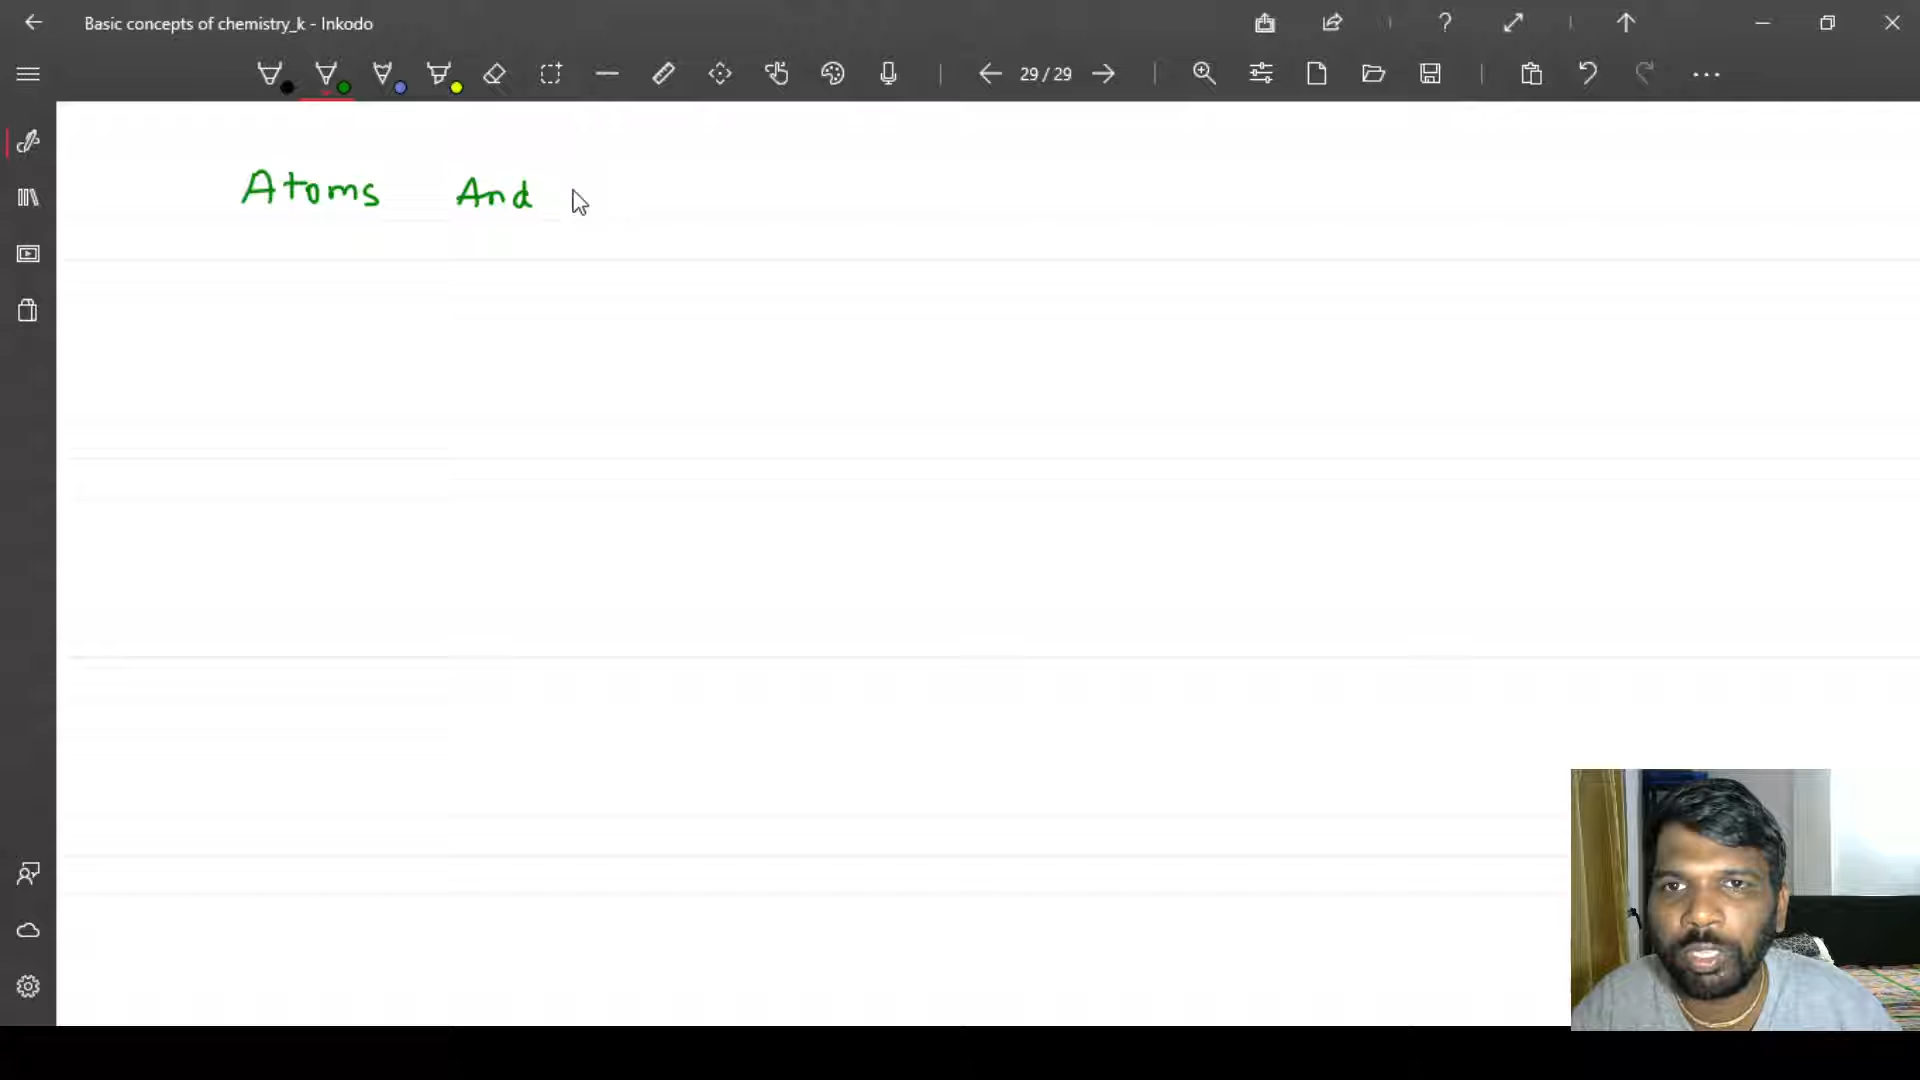 Basic concepts of chemistry_k - Inkodo
29 / 29
Atoms And